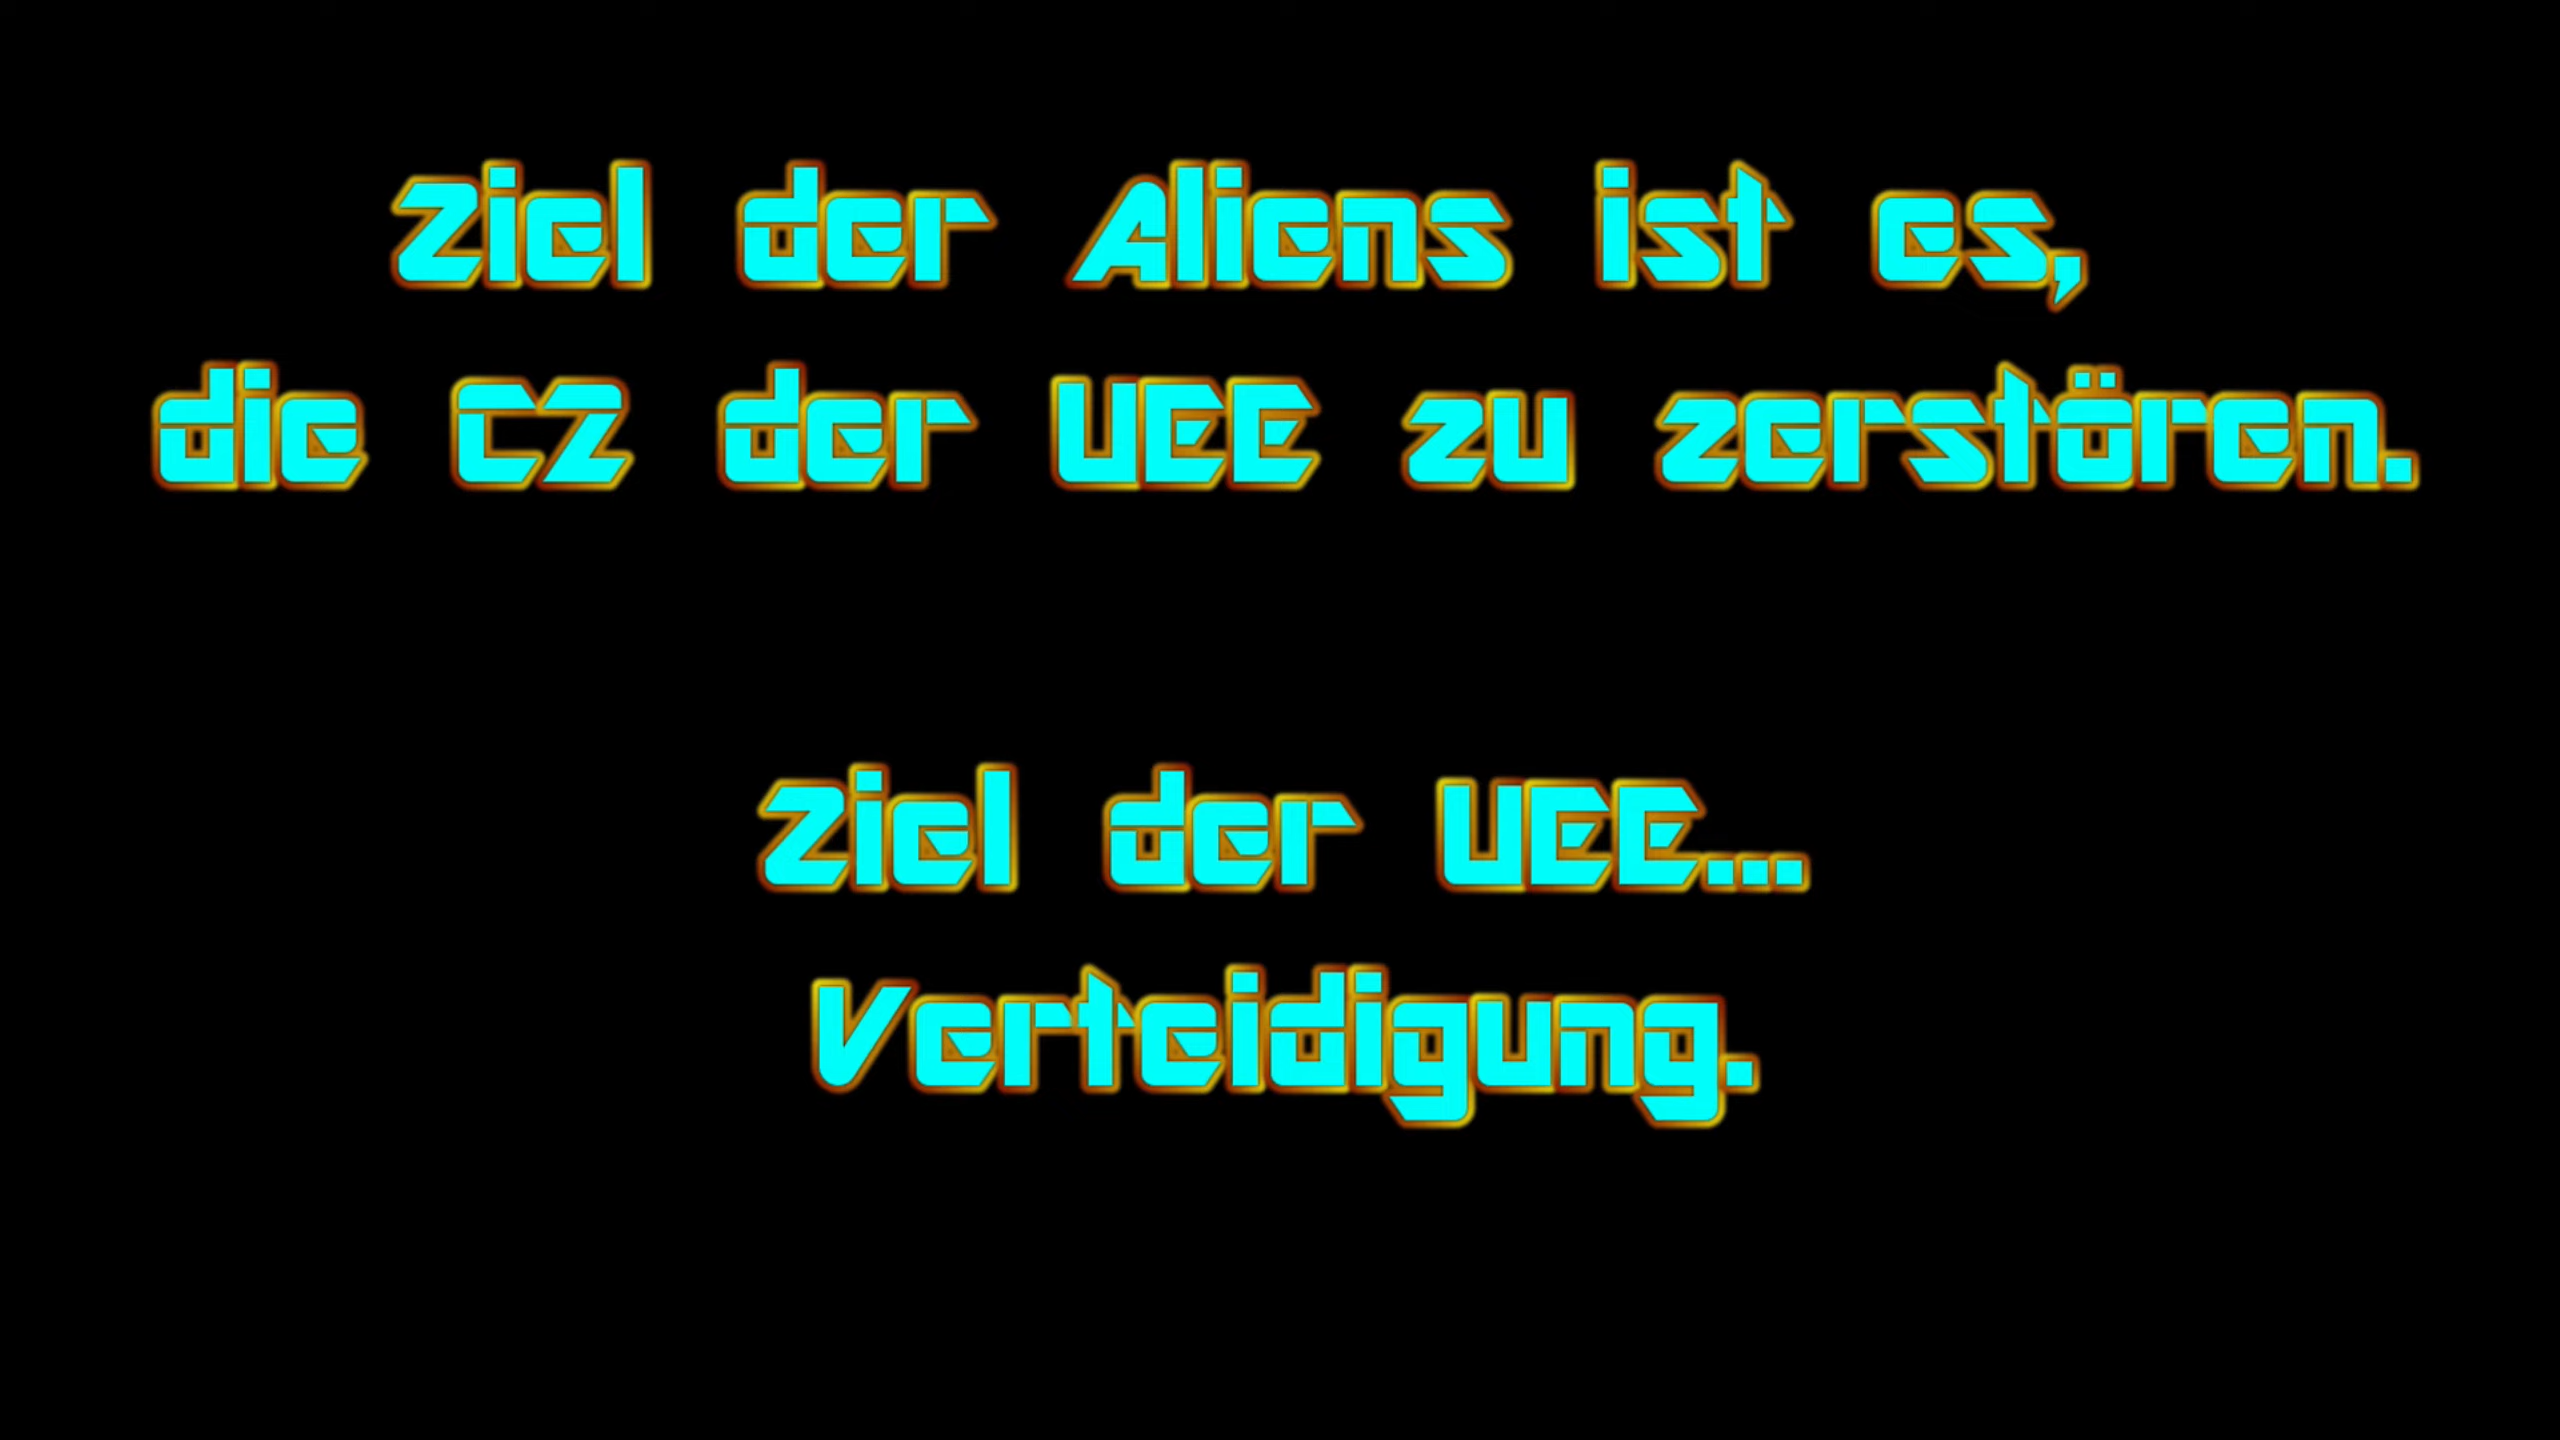 Ziel der Aliens ist es,
die CZ der UEE zu zerstören.
Ziel der UEE...
Verteidigung.